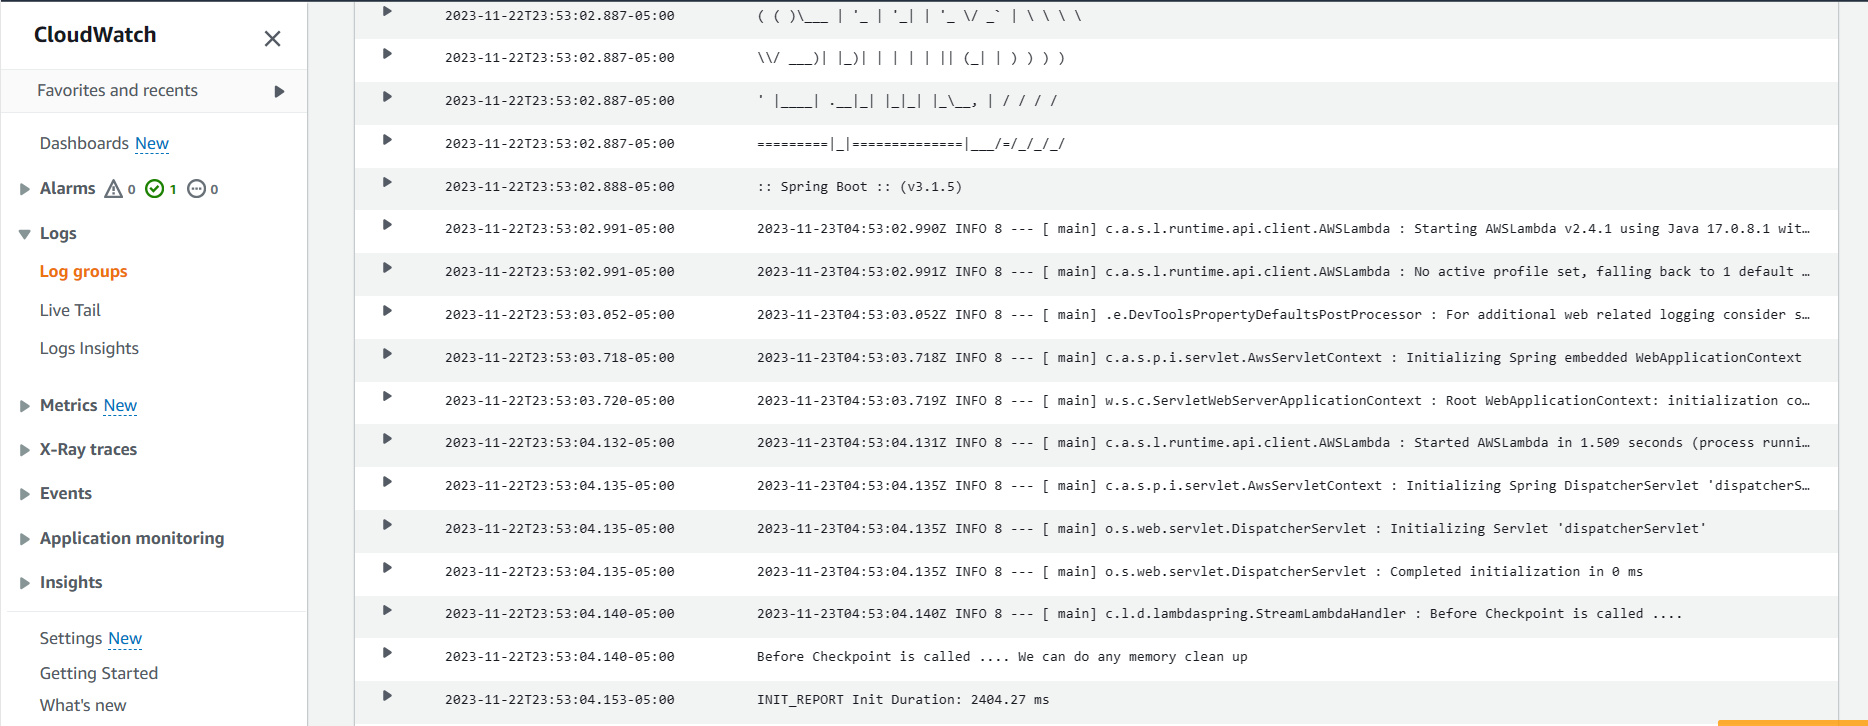 CloudWatch
Favorites and recents
Dashboards New
Alarms 0 1 0
Logs
Log groups
Live Tail
Logs Insights
Metrics New
X-Ray traces
Events
Application monitoring
Insights
Settings New
Getting Started
What's new
2023-11-22T23:53:02.887-05:00 ( ( )\___ | '_ | '_| | '_ \/ _` | \ \ \ \
2023-11-22T23:53:02.887-05:00 \\/ ___)| |_)| | | | | || (_| | ) ) ) )
2023-11-22T23:53:02.887-05:00 ' |____| .__|_| |_|_| |_\__, | / / / /
2023-11-22T23:53:02.887-05:00 =========|_|==============|___/=/_/_/_/
2023-11-22T23:53:02.888-05:00 :: Spring Boot :: (v3.1.5)
2023-11-22T23:53:02.991-05:00 2023-11-23T04:53:02.990Z INFO 8 --- [ main] c.a.s.l.runtime.api.client.AWSLambda : Starting AWSLambda v2.4.1 using Java 17.0.8.1 wit…
2023-11-22T23:53:02.991-05:00 2023-11-23T04:53:02.991Z INFO 8 --- [ main] c.a.s.l.runtime.api.client.AWSLambda : No active profile set, falling back to 1 default …
2023-11-22T23:53:03.052-05:00 2023-11-23T04:53:03.052Z INFO 8 --- [ main] .e.DevToolsPropertyDefaultsPostProcessor : For additional web related logging consider s…
2023-11-22T23:53:03.718-05:00 2023-11-23T04:53:03.718Z INFO 8 --- [ main] c.a.s.p.i.servlet.AwsServletContext : Initializing Spring embedded WebApplicationContext
2023-11-22T23:53:03.720-05:00 2023-11-23T04:53:03.719Z INFO 8 --- [ main] w.s.c.ServletWebServerApplicationContext : Root WebApplicationContext: initialization co…
2023-11-22T23:53:04.132-05:00 2023-11-23T04:53:04.131Z INFO 8 --- [ main] c.a.s.l.runtime.api.client.AWSLambda : Started AWSLambda in 1.509 seconds (process runni…
2023-11-22T23:53:04.135-05:00 2023-11-23T04:53:04.135Z INFO 8 --- [ main] c.a.s.p.i.servlet.AwsServletContext : Initializing Spring DispatcherServlet 'dispatcherS…
2023-11-22T23:53:04.135-05:00 2023-11-23T04:53:04.135Z INFO 8 --- [ main] o.s.web.servlet.DispatcherServlet : Initializing Servlet 'dispatcherServlet'
2023-11-22T23:53:04.135-05:00 2023-11-23T04:53:04.135Z INFO 8 --- [ main] o.s.web.servlet.DispatcherServlet : Completed initialization in 0 ms
2023-11-22T23:53:04.140-05:00 2023-11-23T04:53:04.140Z INFO 8 --- [ main] c.l.d.lambdaspring.StreamLambdaHandler : Before Checkpoint is called ....
2023-11-22T23:53:04.140-05:00 Before Checkpoint is called .... We can do any memory clean up
2023-11-22T23:53:04.153-05:00 INIT_REPORT Init Duration: 2404.27 ms